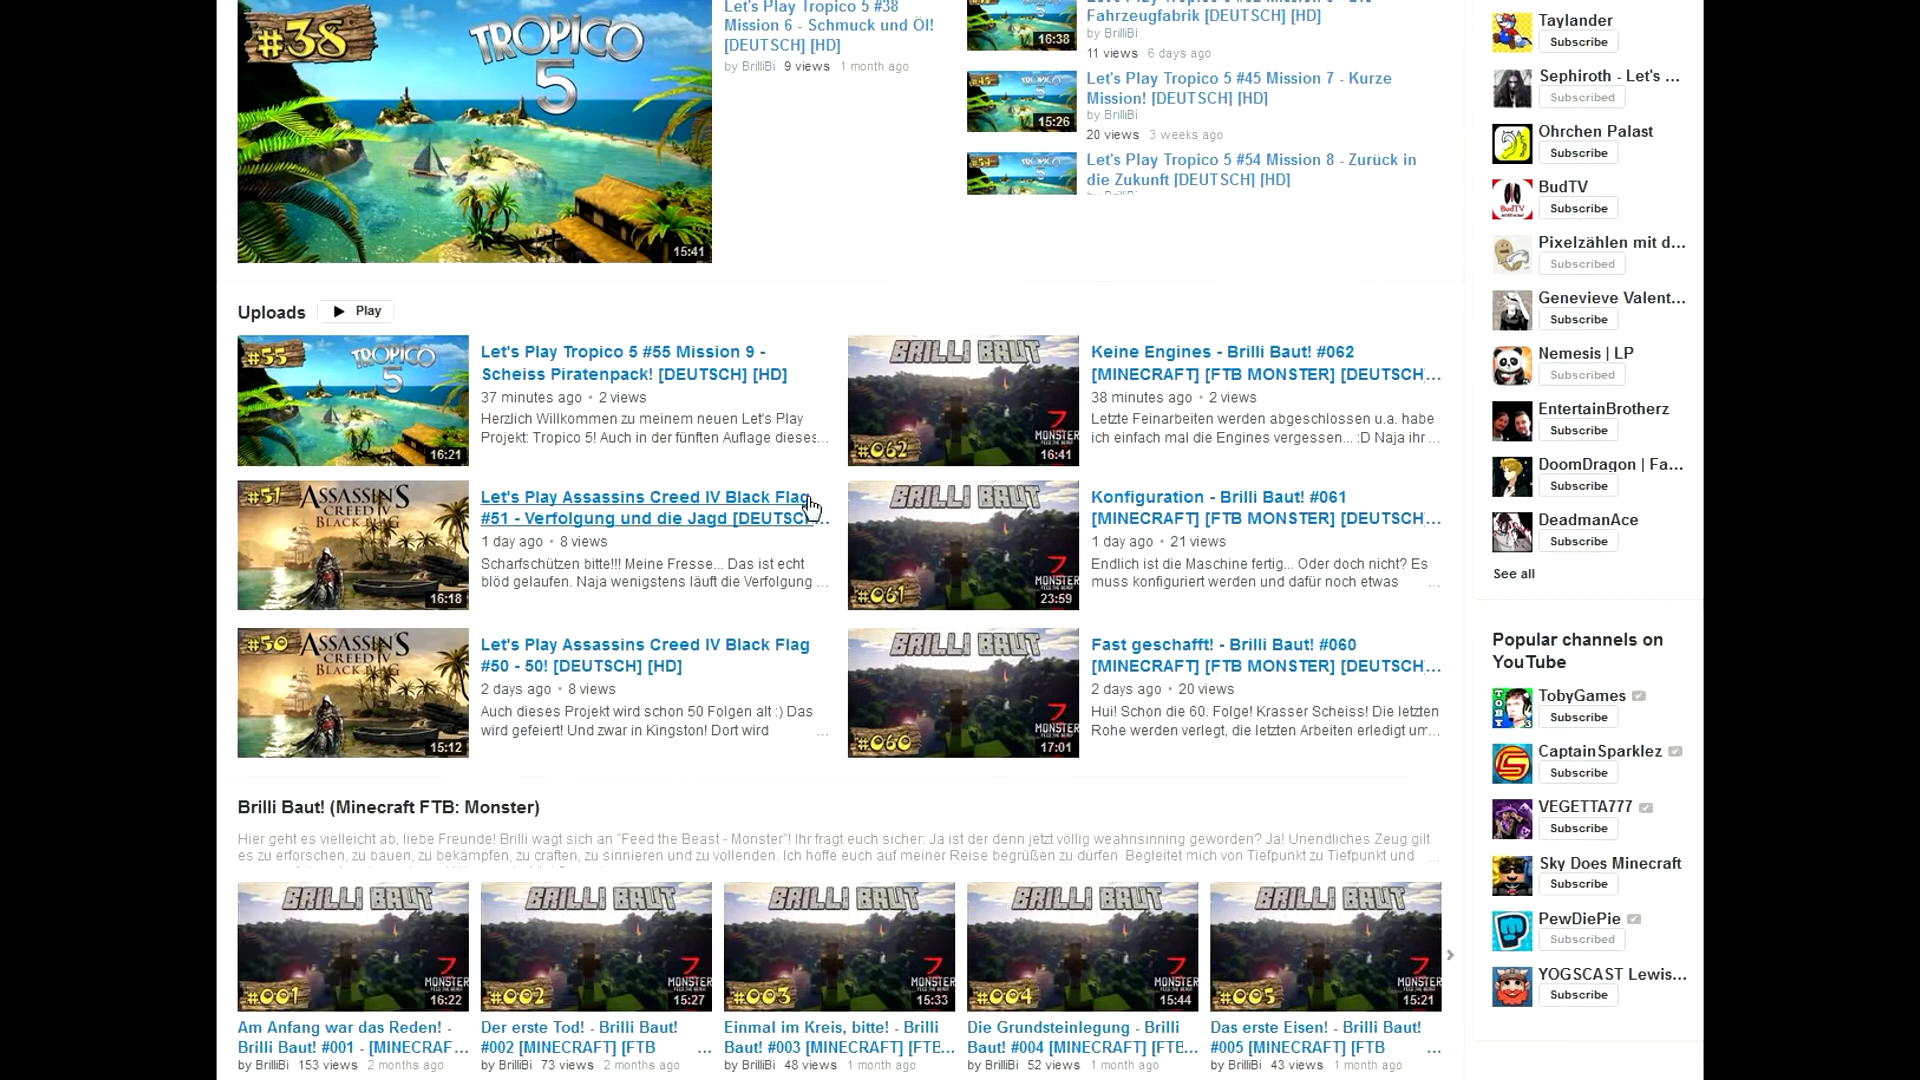 #38
TROPICO
5
15:41
Let's Play Tropico 5 #38
Mission 6 - Schmuck und Öl!
[DEUTSCH] [HD]
by BrilliBi 9 views 1 month ago
16:38
Fahrzeugfabrik [DEUTSCH] [HD]
by BrilliBi
11 views 6 days ago
15:26
Let's Play Tropico 5 #45 Mission 7 - Kurze
Mission! [DEUTSCH] [HD]
by BrilliBi
20 views 3 weeks ago
Let's Play Tropico 5 #54 Mission 8 - Zurück in
die Zukunft [DEUTSCH] [HD]
Uploads Play
#55
TROPICO
5
16:21
Let's Play Tropico 5 #55 Mission 9 -
Scheiss Piratenpack! [DEUTSCH] [HD]
37 minutes ago • 2 views
Herzlich Willkommen zu meinem neuen Let's Play
Projekt: Tropico 5! Auch in der fünften Auflage dieses...
BRILLI BAUT
7
MONSTER
#062
16:41
Keine Engines - Brilli Baut! #062
[MINECRAFT] [FTB MONSTER] [DEUTSCH...
38 minutes ago • 2 views
Letzte Feinarbeiten werden abgeschlossen u.a. habe
ich einfach mal die Engines vergessen... :D Naja ihr ...
#51
ASSASSIN'S
CREED IV
BLACK FLAG
16:18
Let's Play Assassins Creed IV Black Flag
#51 - Verfolgung und die Jagd [DEUTSC...
1 day ago • 8 views
Scharfschützen bitte!!! Meine Fresse... Das ist echt
blöd gelaufen. Naja wenigstens läuft die Verfolgung ...
BRILLI BAUT
7
MONSTER
#061
23:59
Konfiguration - Brilli Baut! #061
[MINECRAFT] [FTB MONSTER] [DEUTSCH...
1 day ago • 21 views
Endlich ist die Maschine fertig... Oder doch nicht? Es
muss konfiguriert werden und dafür noch etwas ...
#50
ASSASSIN'S
CREED IV
BLACK FLAG
15:12
Let's Play Assassins Creed IV Black Flag
#50 - 50! [DEUTSCH] [HD]
2 days ago • 8 views
Auch dieses Projekt wird schon 50 Folgen alt :) Das
wird gefeiert! Und zwar in Kingston! Dort wird ...
BRILLI BAUT
7
MONSTER
#060
17:01
Fast geschafft! - Brilli Baut! #060
[MINECRAFT] [FTB MONSTER] [DEUTSCH...
2 days ago • 20 views
Hui! Schon die 60. Folge! Krasser Scheiss! Die letzten
Rohe werden verlegt, die letzten Arbeiten erledigt um...
Brilli Baut! (Minecraft FTB: Monster)
Hier geht es vielleicht ab, liebe Freunde! Brilli wagt sich an "Feed the Beast - Monster"! Ihr fragt euch sicher: Ja ist der denn jetzt völlig weahnsinning geworden? Ja! Unendliches Zeug gilt
es zu erforschen, zu bauen, zu bekämpfen, zu craften, zu sinnieren und zu vollenden. Ich hoffe euch auf meiner Reise begrüßen zu dürfen. Begleitet mich von Tiefpunkt zu Tiefpunkt und ...
BRILLI BAUT
7
MONSTER
#001
16:22
Am Anfang war das Reden! -
Brilli Baut! #001 - [MINECRAF...
by BrilliBi 153 views 2 months ago
BRILLI BAUT
7
MONSTER
#002
15:27
Der erste Tod! - Brilli Baut!
#002 [MINECRAFT] [FTB ...
by BrilliBi 73 views 2 months ago
BRILLI BAUT
7
MONSTER
#003
15:33
Einmal im Kreis, bitte! - Brilli
Baut! #003 [MINECRAFT] [FTB...
by BrilliBi 48 views 1 month ago
BRILLI BAUT
7
MONSTER
#004
15:44
Die Grundsteinlegung - Brilli
Baut! #004 [MINECRAFT] [FTB...
by BrilliBi 52 views 1 month ago
BRILLI BAUT
7
MONSTER
#005
15:21
Das erste Eisen! - Brilli Baut!
#005 [MINECRAFT] [FTB ...
by BrilliBi 43 views 1 month ago
Taylander
Subscribe
Sephiroth - Let's ...
Subscribed
Ohrchen Palast
Subscribe
BudTV
BudTV
Subscribe
Pixelzählen mit d...
Subscribed
Genevieve Valent...
Subscribe
Nemesis | LP
Subscribed
EntertainBrotherz
Subscribe
DoomDragon | Fa...
Subscribe
DeadmanAce
Subscribe
See all
Popular channels on
YouTube
TOBY
TobyGames
Subscribe
CaptainSparklez
Subscribe
VEGETTA777
Subscribe
Sky Does Minecraft
Subscribe
PewDiePie
Subscribed
YOGSCAST Lewis...
Subscribe